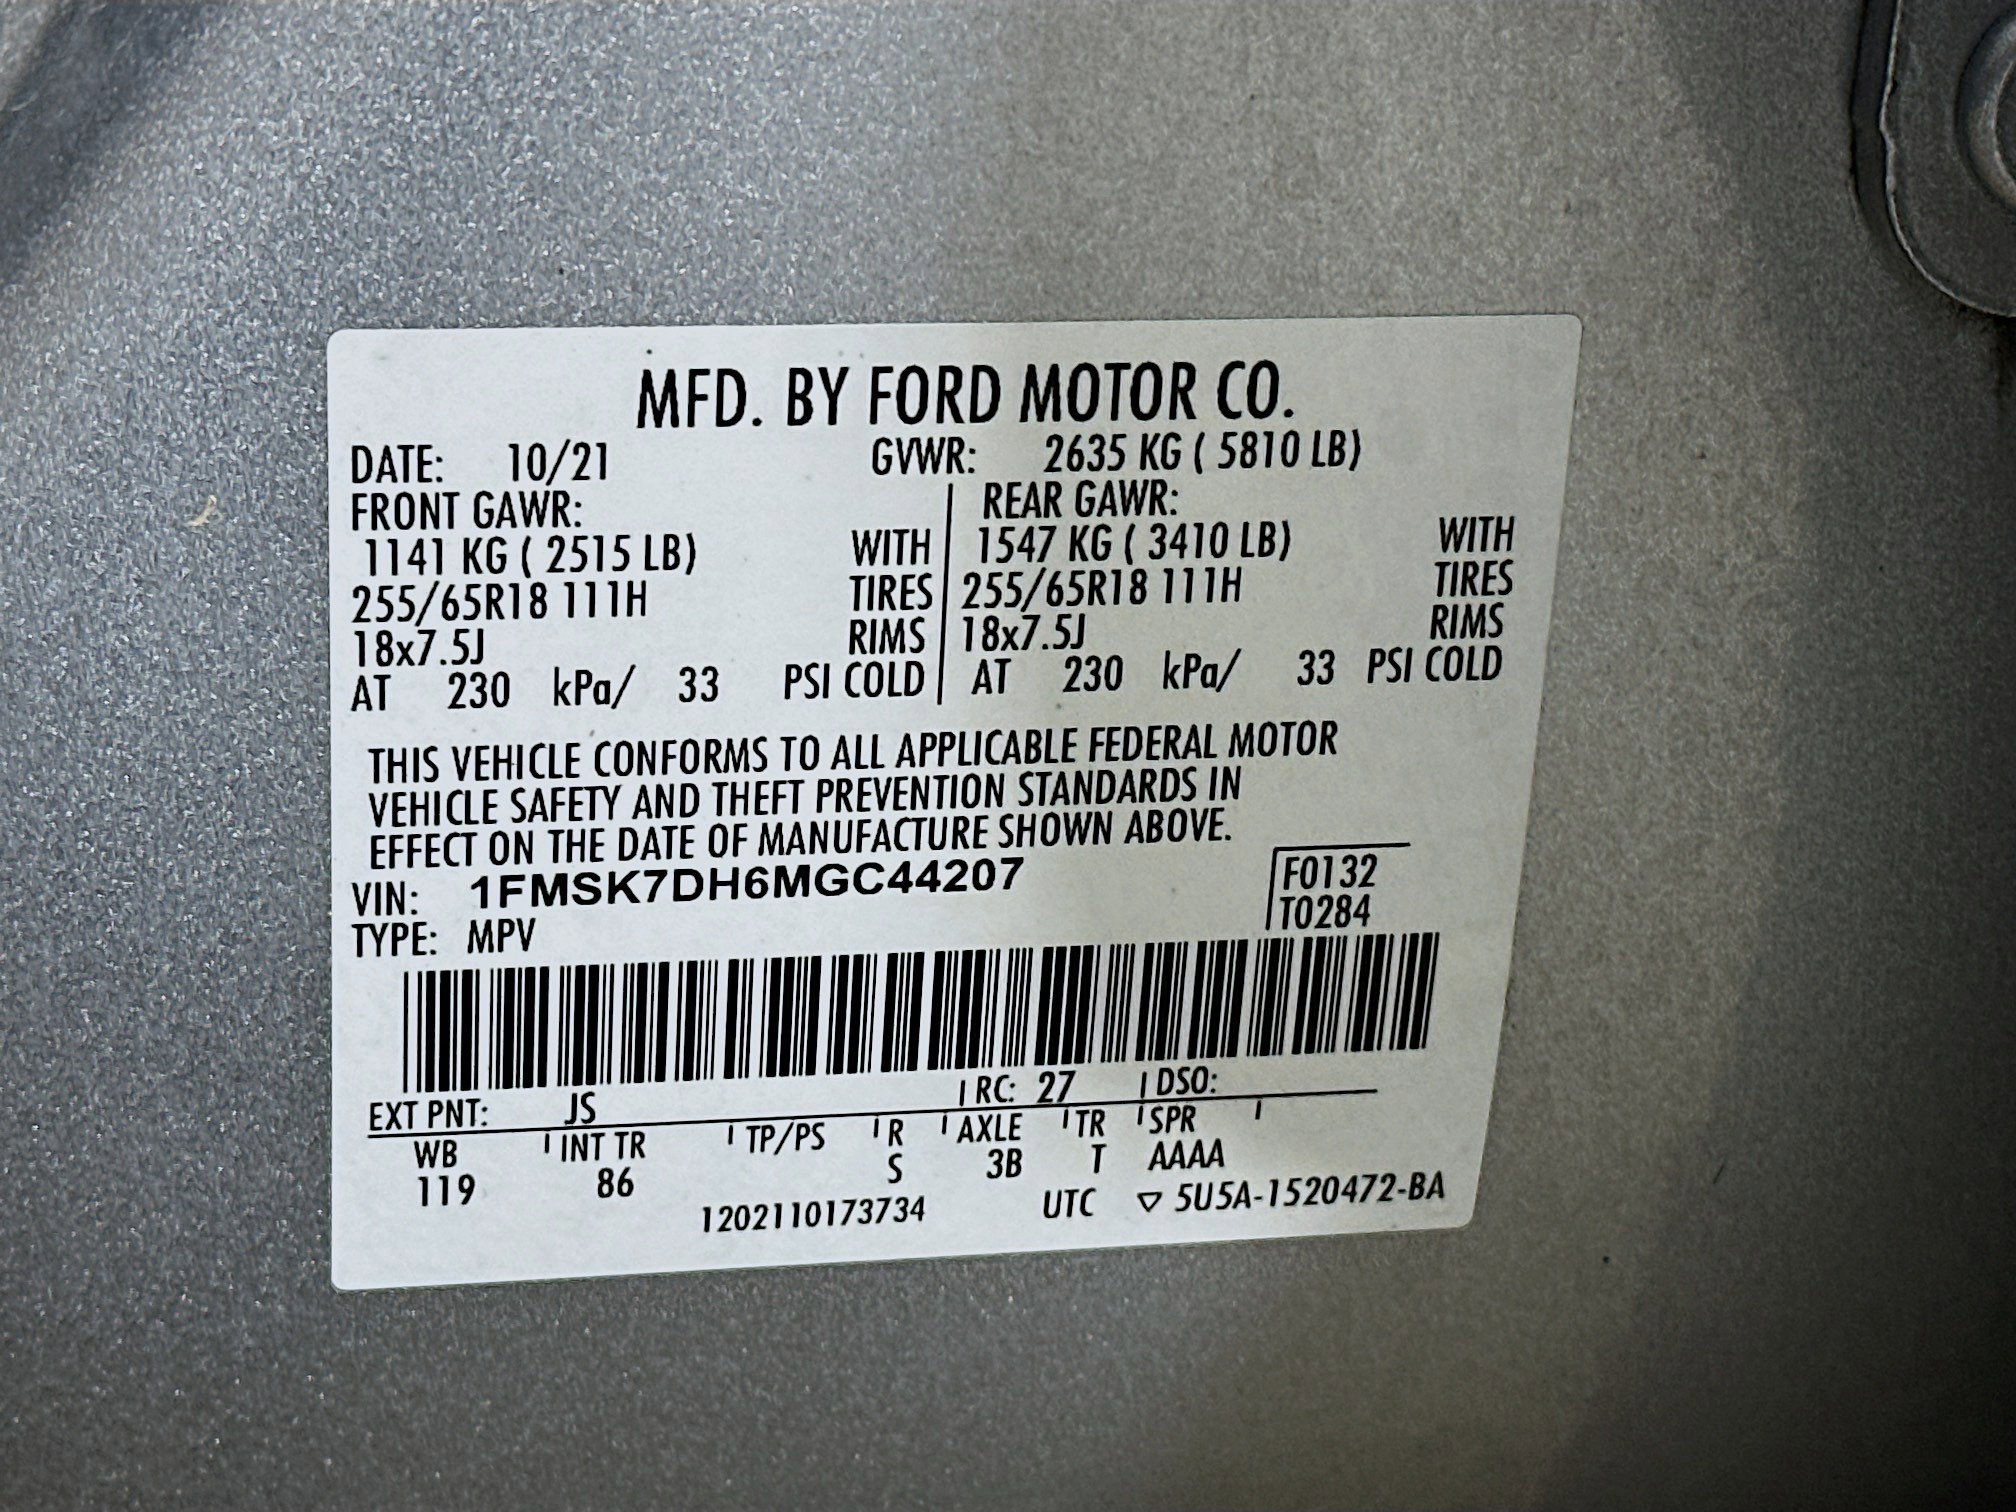 MFD. BY FORD MOTOR CO.
DATE: 10/21 GVWR: 2635 KG ( 5810 LB)
FRONT GAWR: REAR GAWR:
1141 KG ( 2515 LB) WITH 1547 KG ( 3410 LB) WITH
255/65R18 111H TIRES 255/65R18 111H TIRES
18x7.5J RIMS 18x7.5J RIMS
AT 230 kPa/ 33 PSI COLD AT 230 kPa/ 33 PSI COLD
THIS VEHICLE CONFORMS TO ALL APPLICABLE FEDERAL MOTOR
VEHICLE SAFETY AND THEFT PREVENTION STANDARDS IN
EFFECT ON THE DATE OF MANUFACTURE SHOWN ABOVE.
VIN: 1FMSK7DH6MGC44207 F0132
TYPE: MPV T0284
EXT PNT: JS RC: 27 DSO:
WB INT TR TP/PS R AXLE TR SPR
119 86 S 3B T AAAA
1202110173734 UTC ▽ 5U5A-1520472-BA